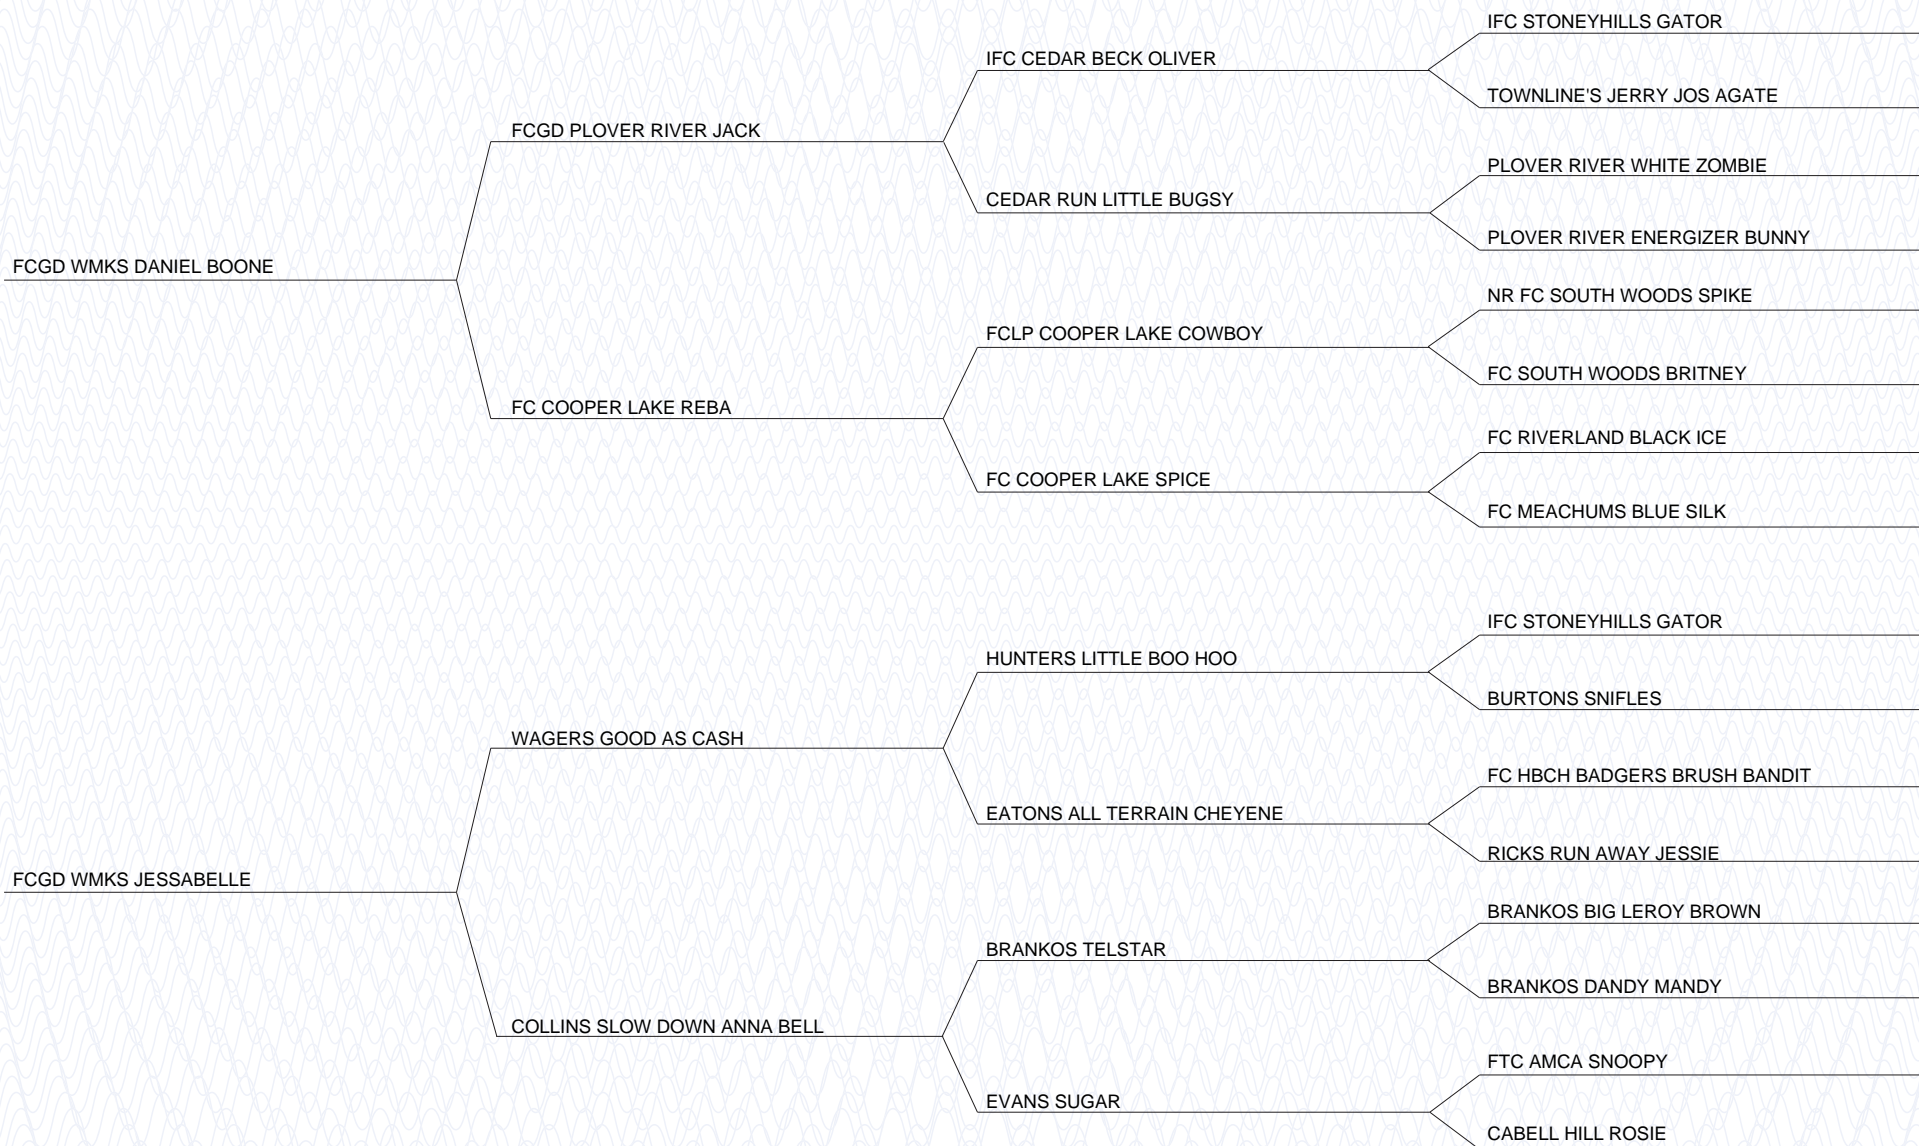 IFC STONEYHILLS GATOR
IFC CEDAR BECK OLIVER
TOWNLINE'S JERRY JOS AGATE
FCGD PLOVER RIVER JACK
PLOVER RIVER WHITE ZOMBIE
CEDAR RUN LITTLE BUGSY
PLOVER RIVER ENERGIZER BUNNY
FCGD WMKS DANIEL BOONE
NR FC SOUTH WOODS SPIKE
FCLP COOPER LAKE COWBOY
FC SOUTH WOODS BRITNEY
FC COOPER LAKE REBA
FC RIVERLAND BLACK ICE
FC COOPER LAKE SPICE
FC MEACHUMS BLUE SILK
IFC STONEYHILLS GATOR
HUNTERS LITTLE BOO HOO
BURTONS SNIFLES
WAGERS GOOD AS CASH
FC HBCH BADGERS BRUSH BANDIT
EATONS ALL TERRAIN CHEYENE
RICKS RUN AWAY JESSIE
FCGD WMKS JESSABELLE
BRANKOS BIG LEROY BROWN
BRANKOS TELSTAR
BRANKOS DANDY MANDY
COLLINS SLOW DOWN ANNA BELL
FTC AMCA SNOOPY
EVANS SUGAR
CABELL HILL ROSIE